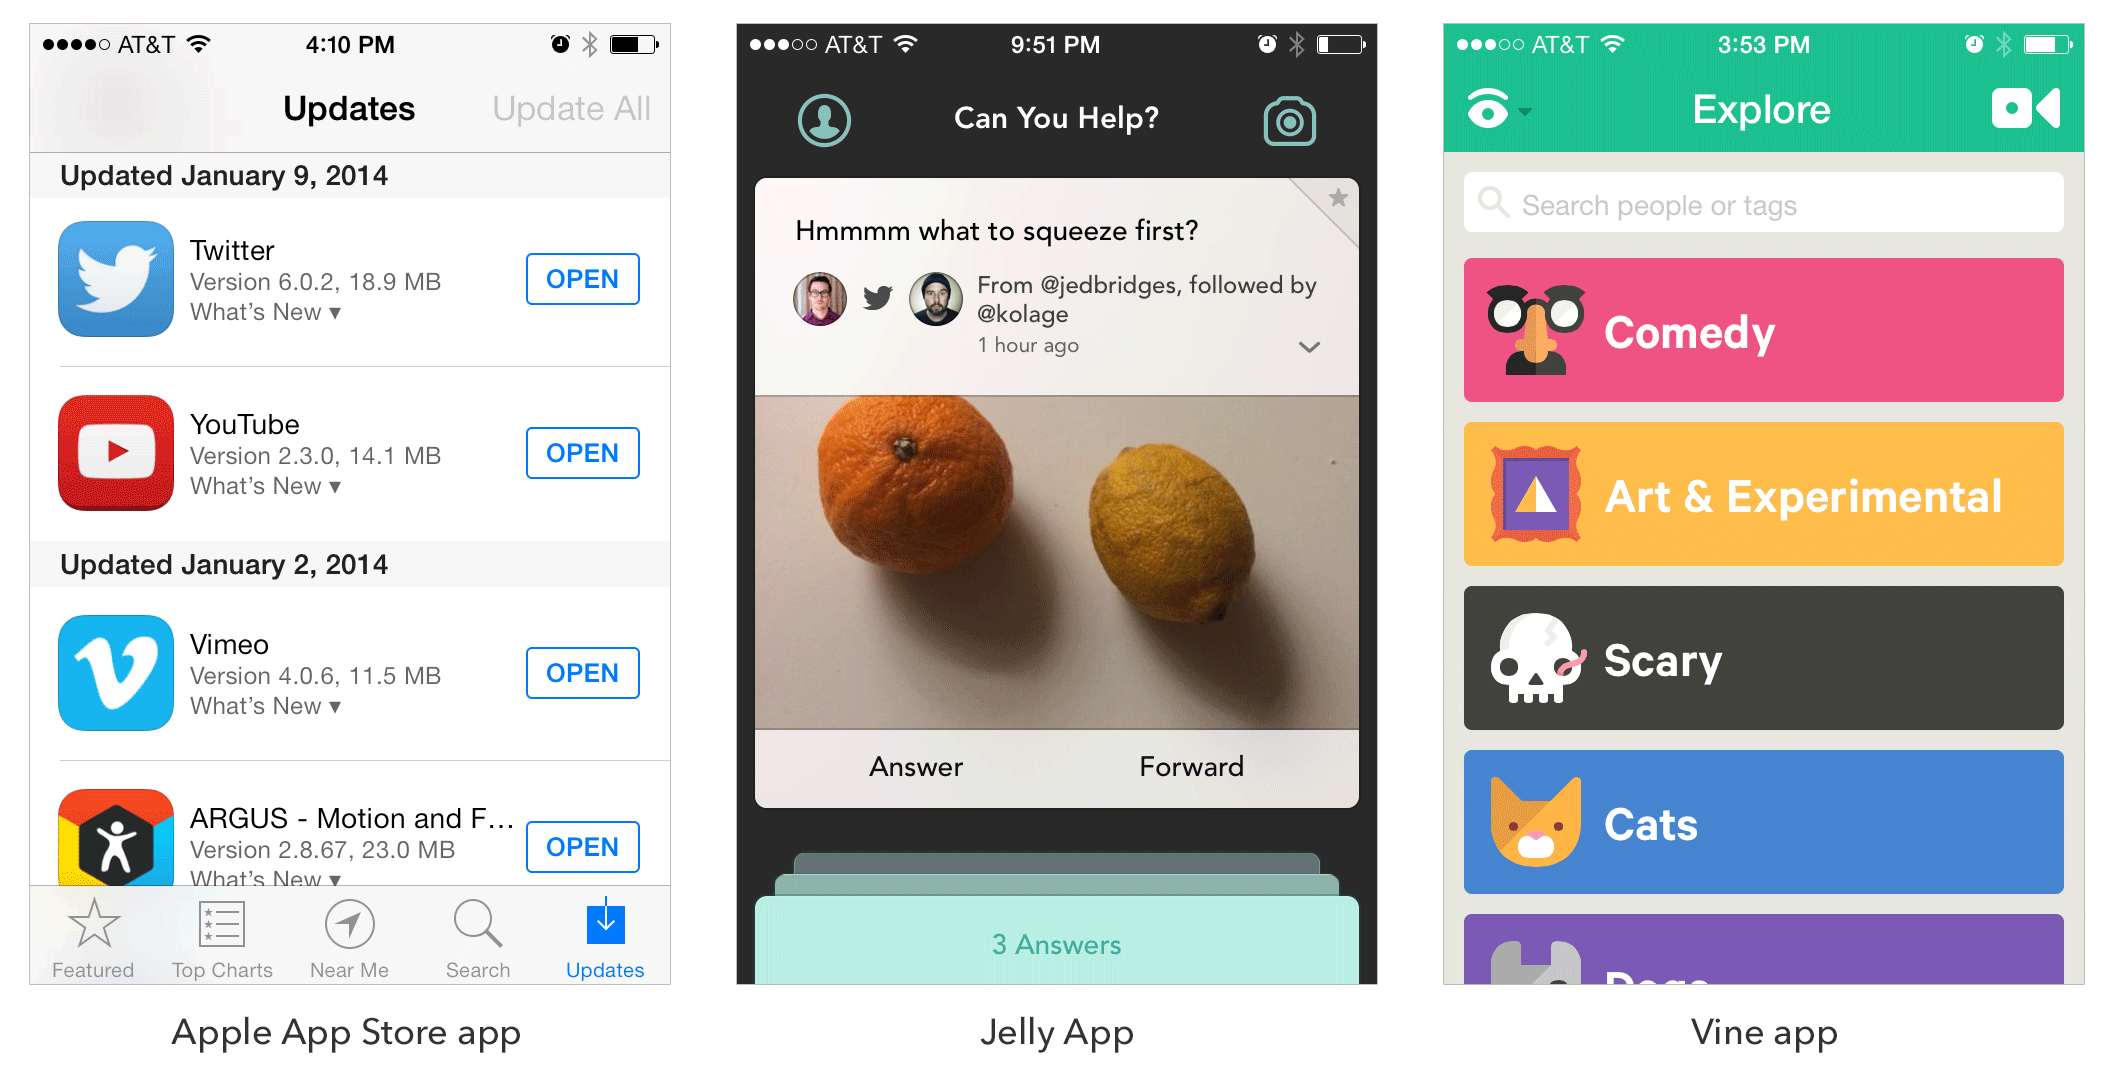 AT&T 4:10 PM
Updates Update All
Updated January 9, 2014
Twitter
Version 6.0.2, 18.9 MB
What's New ▾
OPEN
YouTube
Version 2.3.0, 14.1 MB
What's New ▾
OPEN
Updated January 2, 2014
Vimeo
Version 4.0.6, 11.5 MB
What's New ▾
OPEN
ARGUS - Motion and F...
Version 2.8.67, 23.0 MB
What's New ▾
OPEN
Featured Top Charts Near Me Search Updates
Apple App Store app
AT&T 9:51 PM
Can You Help?
Hmmmm what to squeeze first?
From @jedbridges, followed by
@kolage
1 hour ago
Answer Forward
3 Answers
Jelly App
AT&T 3:53 PM
Explore
Search people or tags
Comedy
Art & Experimental
Scary
Cats
Dogs
Vine app